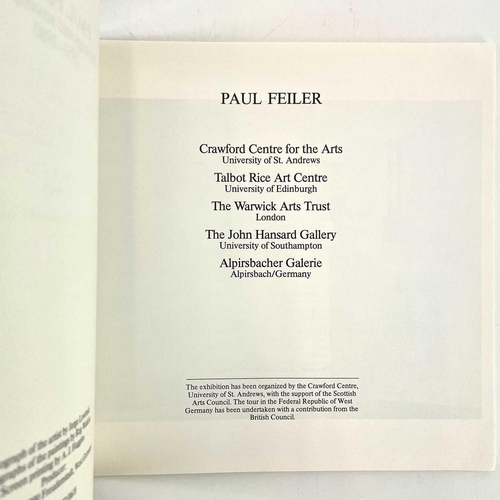 PAUL FEILER
Crawford Centre for the Arts
University of St. Andrews
Talbot Rice Art Centre
University of Edinburgh
The Warwick Arts Trust
London
The John Hansard Gallery
University of Southampton
Alpirsbacher Galerie
Alpirsbach/Germany
The exhibition has been organized by the Crawford Centre,
University of St. Andrews, with the support of the Scottish
Arts Council. The tour in the Federal Republic of West
Germany has been undertaken with a contribution from the
British Council.